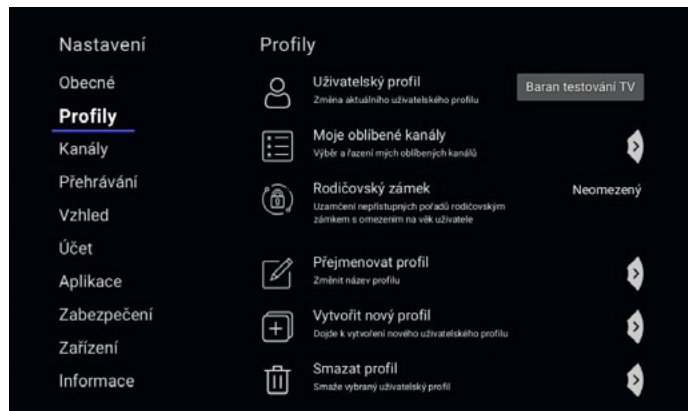 Nastavení
Obecné
Profily
Kanály
Přehrávání
Vzhled
Účet
Aplikace
Zabezpečení
Zařízení
Informace
Profily
Uživatelský profil
Změna aktuálního uživatelského profilu
Baran testování TV
Moje oblíbené kanály
Výběr a řazení mých oblíbených kanálů
Rodičovský zámek
Uzamčení nepřístupných pořadů rodičovským
zámkem s omezením na věk uživatele
Neomezený
Přejmenovat profil
Změnit název profilu
Vytvořit nový profil
Dojde k vytvoření nového uživatelského profilu
Smazat profil
Smaže vybraný uživatelský profil